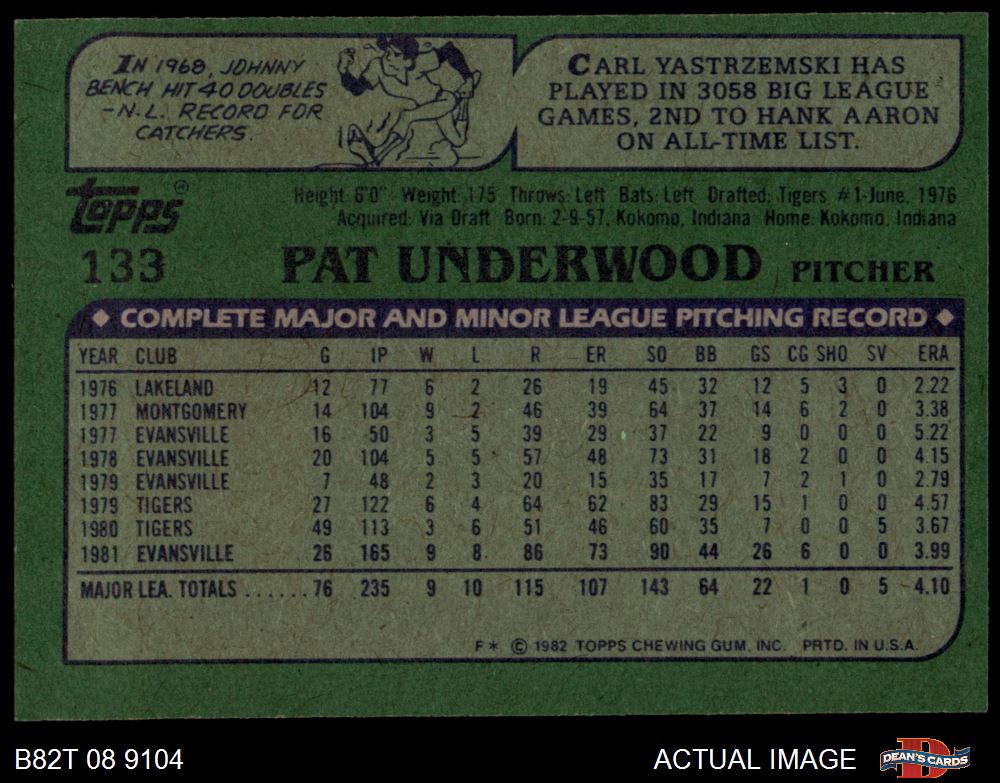 IN 1968, JOHNNY
BENCH HIT 40 DOUBLES
-N.L. RECORD FOR
CATCHERS.
CARL YASTRZEMSKI HAS
PLAYED IN 3058 BIG LEAGUE
GAMES, 2ND TO HANK AARON
ON ALL-TIME LIST.
Topps®
133
Height: 6'0" Weight: 175 Throws: Left Bats: Left Drafted: Tigers #1-June, 1976
Acquired: Via Draft Born: 2-9-57, Kokomo, Indiana Home: Kokomo, Indiana
PAT UNDERWOOD PITCHER
◆ COMPLETE MAJOR AND MINOR LEAGUE PITCHING RECORD ◆
YEAR CLUB G IP W L R ER SO BB GS CG SHO SV ERA
1976 LAKELAND 12 77 6 2 26 19 45 32 12 5 3 0 2.22
1977 MONTGOMERY 14 104 9 2 46 39 64 37 14 6 2 0 3.38
1977 EVANSVILLE 16 50 3 5 39 29 37 22 9 0 0 0 5.22
1978 EVANSVILLE 20 104 5 5 57 48 73 31 18 2 0 0 4.15
1979 EVANSVILLE 7 48 2 3 20 15 35 17 7 2 1 0 2.79
1979 TIGERS 27 122 6 4 64 62 83 29 15 1 0 0 4.57
1980 TIGERS 49 113 3 6 51 46 60 35 7 0 0 5 3.67
1981 EVANSVILLE 26 165 9 8 86 73 90 44 26 6 0 0 3.99
MAJOR LEA. TOTALS ...... 76 235 9 10 115 107 143 64 22 1 0 5 4.10
F* © 1982 TOPPS CHEWING GUM, INC. PRTD. IN U.S.A.
B82T 08 9104
ACTUAL IMAGE
D
DEAN'S CARDS